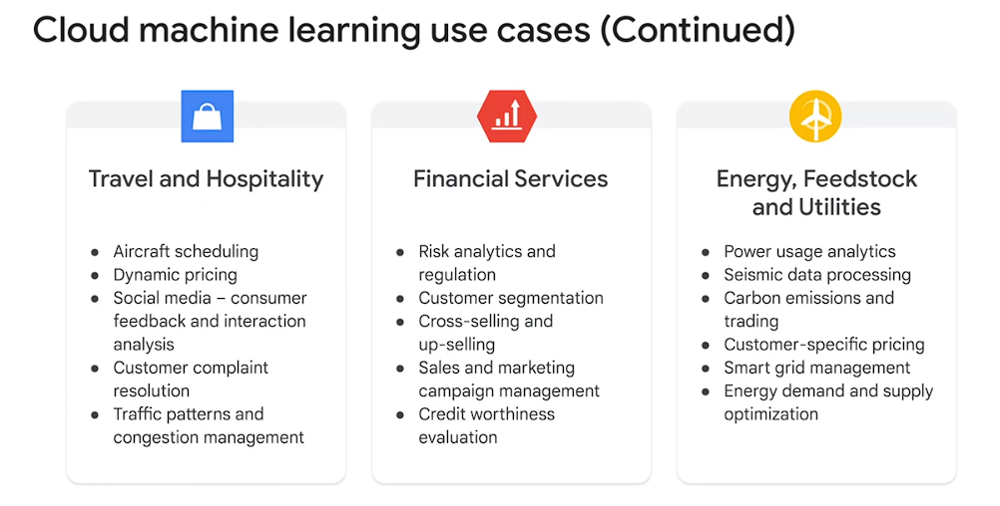 Cloud machine learning use cases (Continued)
Travel and Hospitality
• Aircraft scheduling
• Dynamic pricing
• Social media – consumer
feedback and interaction
analysis
• Customer complaint
resolution
• Traffic patterns and
congestion management
Financial Services
• Risk analytics and
regulation
• Customer segmentation
• Cross-selling and
up-selling
• Sales and marketing
campaign management
• Credit worthiness
evaluation
Energy, Feedstock
and Utilities
• Power usage analytics
• Seismic data processing
• Carbon emissions and
trading
• Customer-specific pricing
• Smart grid management
• Energy demand and supply
optimization